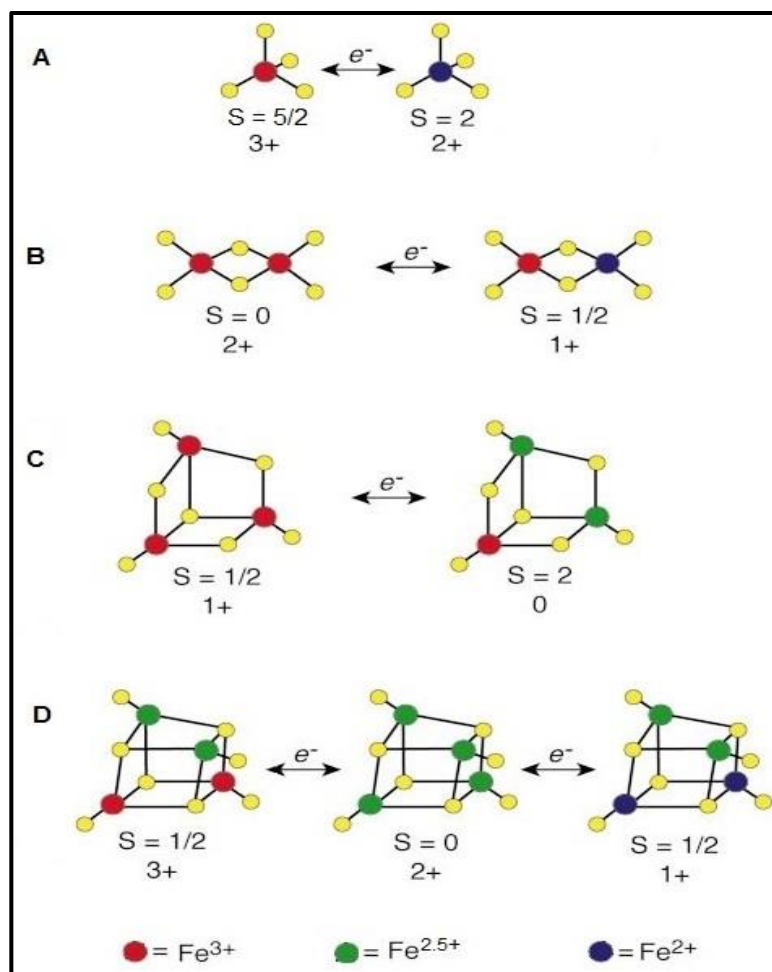 A
e⁻
S = 5/2 S = 2
3+ 2+
B
e⁻
S = 0 S = 1/2
2+ 1+
C
e⁻
S = 1/2 S = 2
1+ 0
D
e⁻ e⁻
S = 1/2 S = 0 S = 1/2
3+ 2+ 1+
= Fe3+ = Fe2.5+ = Fe2+